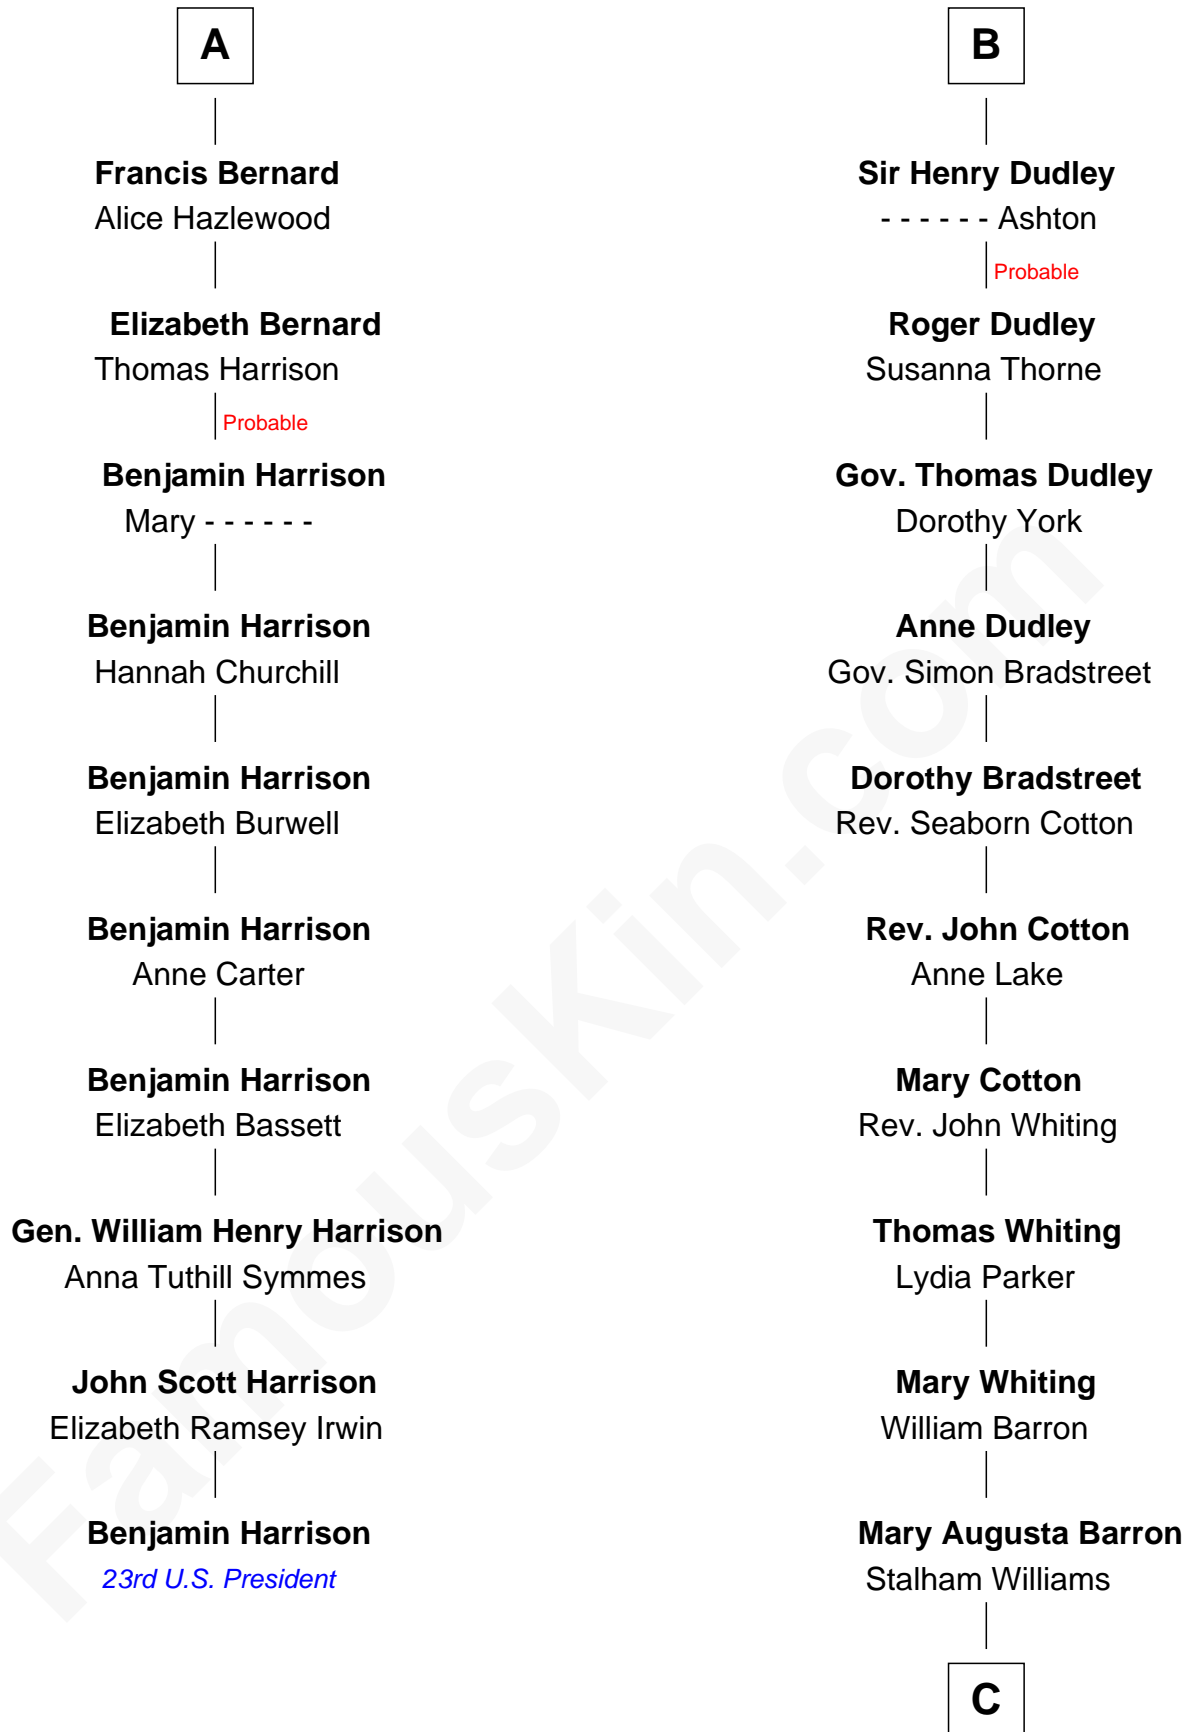 A
Francis Bernard
Alice Hazlewood
Elizabeth Bernard
Thomas Harrison
Probable
Benjamin Harrison
Mary - - - - - -
Benjamin Harrison
Hannah Churchill
Benjamin Harrison
Elizabeth Burwell
Benjamin Harrison
Anne Carter
Benjamin Harrison
Elizabeth Bassett
Gen. William Henry Harrison
Anna Tuthill Symmes
John Scott Harrison
Elizabeth Ramsey Irwin
Benjamin Harrison
23rd U.S. President
B
Sir Henry Dudley
- - - - - - Ashton
Probable
Roger Dudley
Susanna Thorne
Gov. Thomas Dudley
Dorothy York
Anne Dudley
Gov. Simon Bradstreet
Dorothy Bradstreet
Rev. Seaborn Cotton
Rev. John Cotton
Anne Lake
Mary Cotton
Rev. John Whiting
Thomas Whiting
Lydia Parker
Mary Whiting
William Barron
Mary Augusta Barron
Stalham Williams
C
FamousKin.com